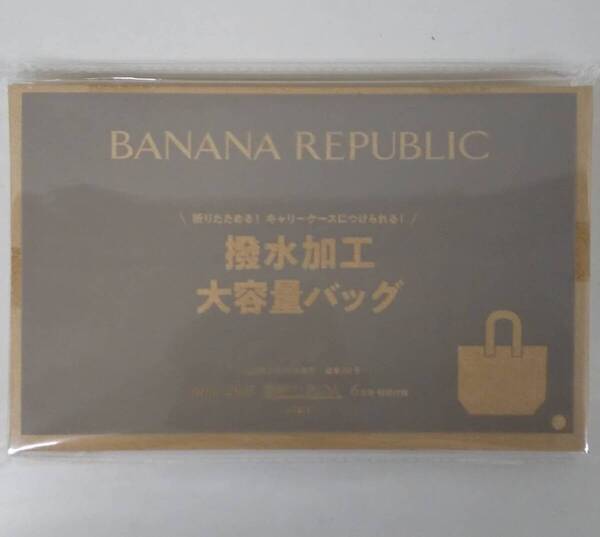 BANANA REPUBLIC
\ 折りたためる！ キャリーケースにつけられる！ /
撥水加工
大容量バッグ